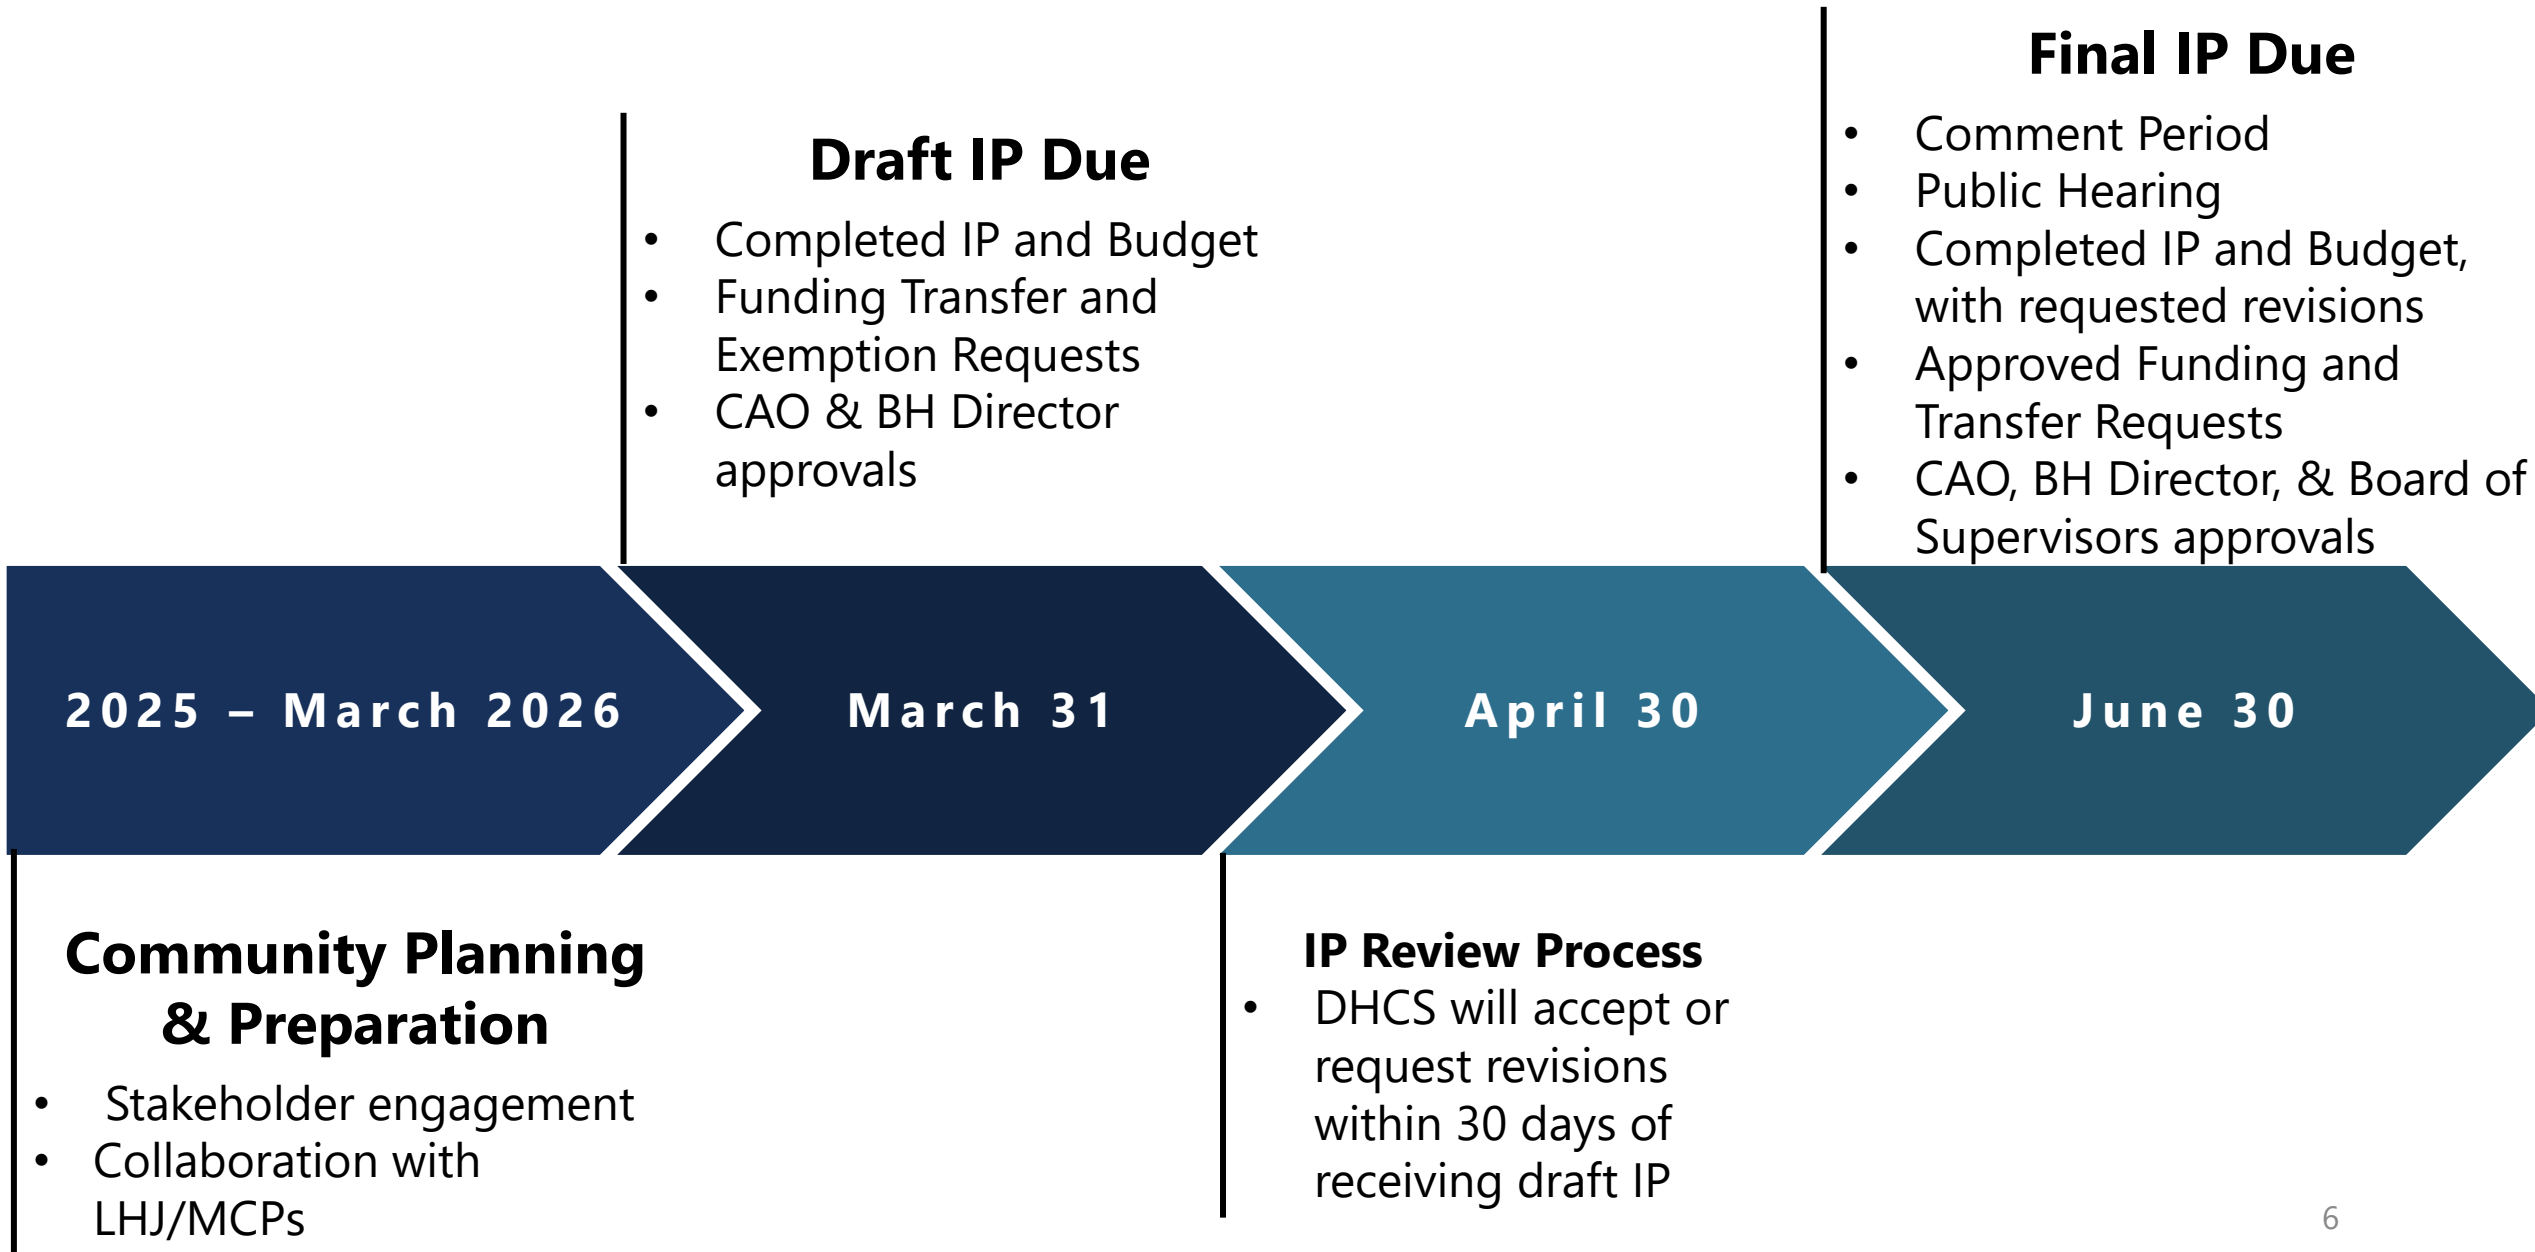 Final IP Due
• Comment Period
• Public Hearing
• Completed IP and Budget,
with requested revisions
• Approved Funding and
Transfer Requests
• CAO, BH Director, & Board of
Supervisors approvals
Draft IP Due
• Completed IP and Budget
• Funding Transfer and
Exemption Requests
• CAO & BH Director
approvals
2025 – March 2026
March 31
April 30
June 30
Community Planning
& Preparation
• Stakeholder engagement
• Collaboration with
LHJ/MCPs
IP Review Process
• DHCS will accept or
request revisions
within 30 days of
receiving draft IP
6